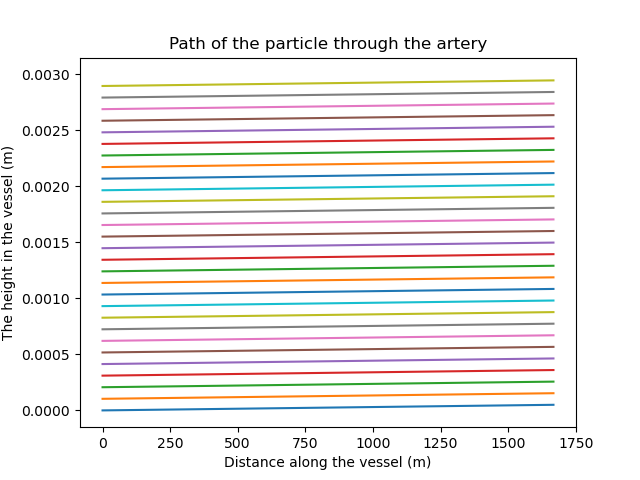 Path of the particle through the artery
The height in the vessel (m)
0.0030
0.0025
0.0020
0.0015
0.0010
0.0005
0.0000
0 250 500 750 1000 1250 1500 1750
Distance along the vessel (m)